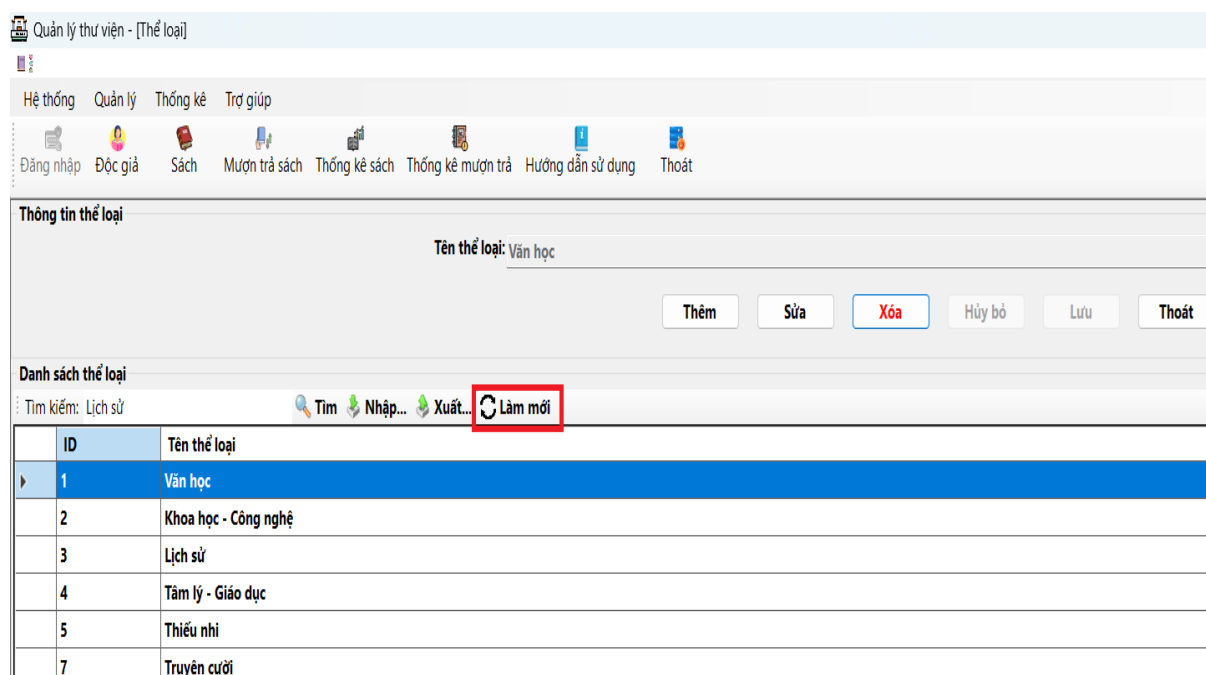 Quản lý thư viện - [Thể loại]
Hệ thống Quản lý Thống kê Trợ giúp
Đăng nhập Độc giả Sách Mượn trả sách Thống kê sách Thống kê mượn trả Hướng dẫn sử dụng Thoát
Thông tin thể loại
Tên thể loại: Văn học
Thêm Sửa Xóa Hủy bỏ Lưu Thoát
Danh sách thể loại
Tìm kiếm: Lịch sử Tìm Nhập... Xuất... Làm mới
ID Tên thể loại
1 Văn học
2 Khoa học - Công nghệ
3 Lịch sử
4 Tâm lý - Giáo dục
5 Thiếu nhi
7 Truyện cười